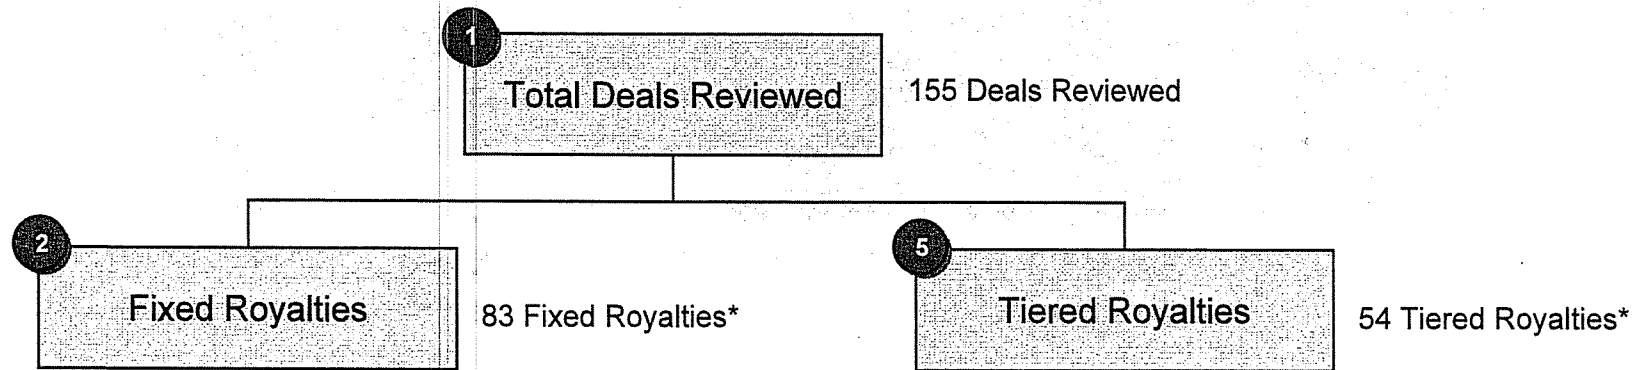 1
Total Deals Reviewed
155 Deals Reviewed
2
Fixed Royalties
83 Fixed Royalties*
5
Tiered Royalties
54 Tiered Royalties*